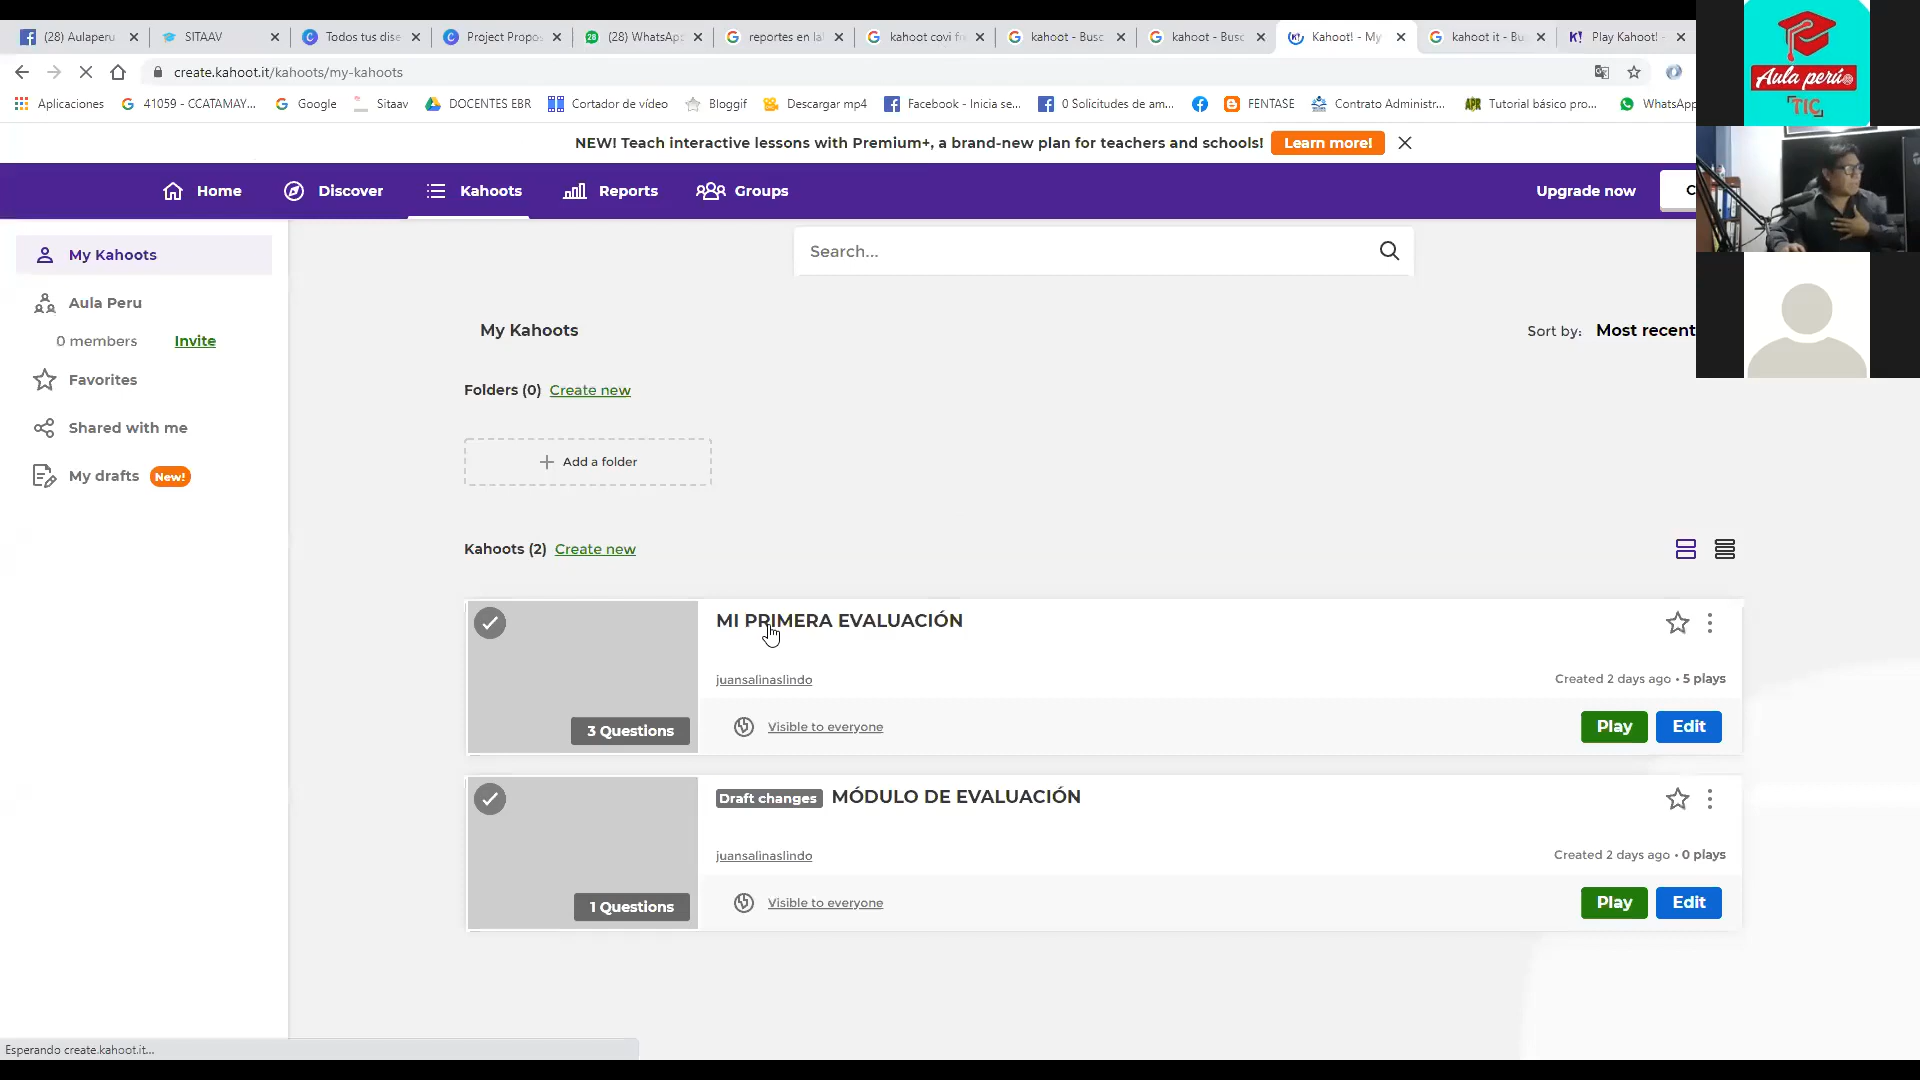 (28) Aulaperu
SITAAV
Todos tus dise
Project Propos
(28) WhatsApp
reportes en la
kahoot covi fr
kahoot - Busc
kahoot - Busc
Kahoot! - My
kahoot it - Bu
Play Kahoot! -
create.kahoot.it/kahoots/my-kahoots
Aplicaciones
41059 - CCATAMAY...
Google
Sitaav
DOCENTES EBR
Cortador de vídeo
Bloggif
Descargar mp4
Facebook - Inicia se...
0 Solicitudes de am...
FENTASE
Contrato Administr...
Tutorial básico pro...
WhatsApp
Aula perú
TIC
NEW! Teach interactive lessons with Premium+, a brand-new plan for teachers and schools!
Learn more!
Home
Discover
Kahoots
Reports
Groups
Upgrade now
C
My Kahoots
Aula Peru
0 members
Invite
Favorites
Shared with me
My drafts
New!
Search...
My Kahoots
Sort by:
Most recent
Folders (0) Create new
Add a folder
Kahoots (2) Create new
MI PRIMERA EVALUACIÓN
juansalinaslindo
Created 2 days ago • 5 plays
3 Questions
Visible to everyone
Play
Edit
Draft changes
MÓDULO DE EVALUACIÓN
juansalinaslindo
Created 2 days ago • 0 plays
1 Questions
Visible to everyone
Play
Edit
Esperando create.kahoot.it...